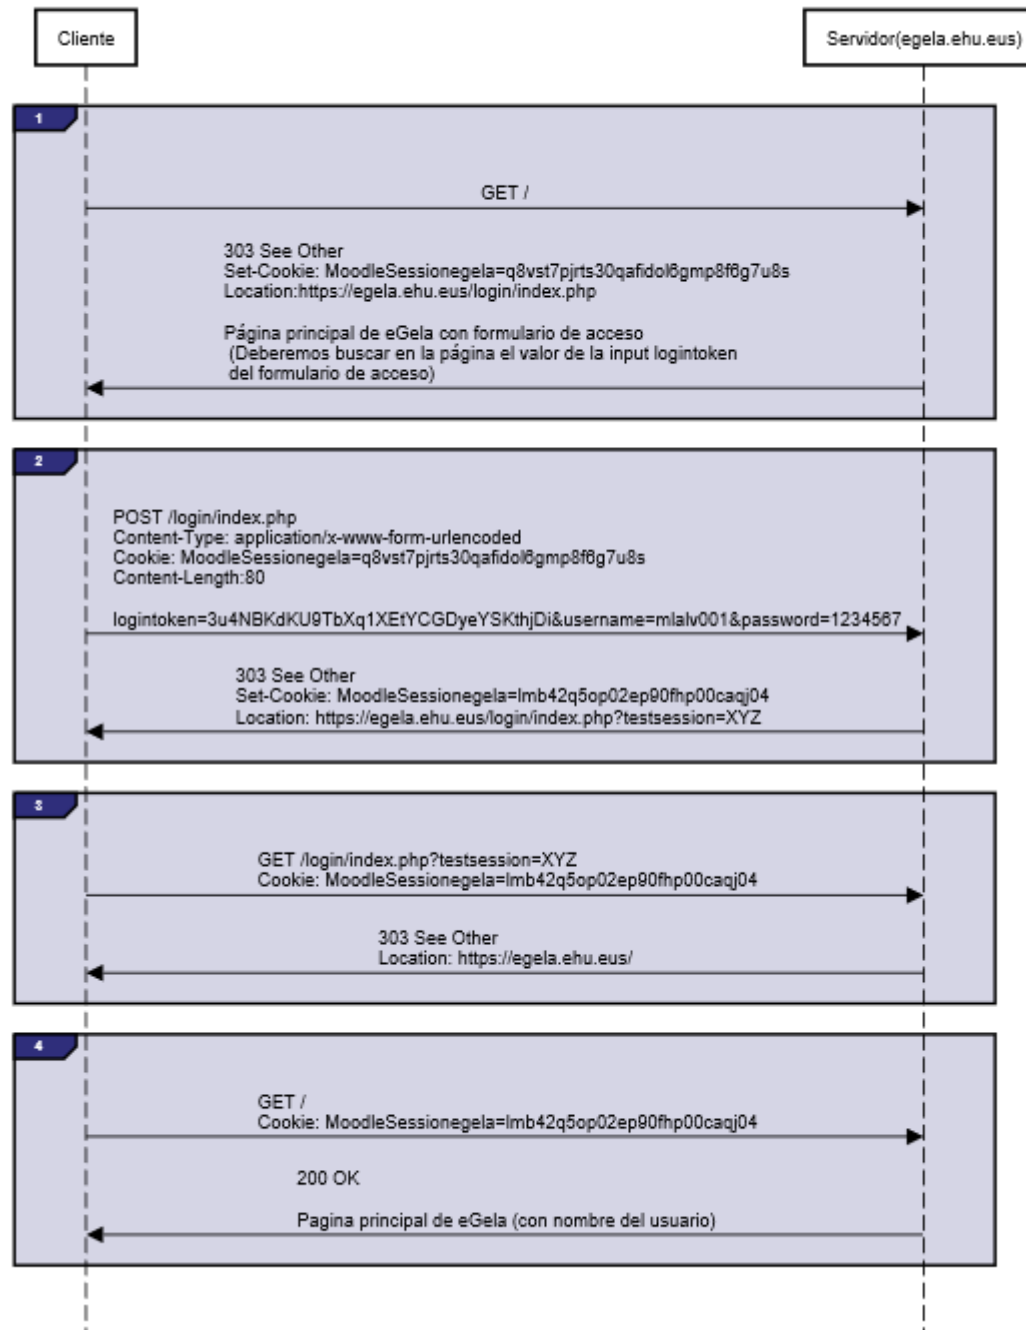 Cliente
Servidor(egela.ehu.eus)
1
GET /
303 See Other
Set-Cookie: MoodleSessionegela=q8vst7pjrts30qafidol6gmp8f6g7u8s
Location:https://egela.ehu.eus/login/index.php
Página principal de eGela con formulario de acceso
(Deberemos buscar en la página el valor de la input logintoken
del formulario de acceso)
2
POST /login/index.php
Content-Type: application/x-www-form-urlencoded
Cookie: MoodleSessionegela=q8vst7pjrts30qafidol6gmp8f6g7u8s
Content-Length:80
logintoken=3u4NBKdKU9TbXq1XEtYCGDyeYSKthjDi&username=mlalv001&password=1234567
303 See Other
Set-Cookie: MoodleSessionegela=lmb42q5op02ep90fhp00caqj04
Location: https://egela.ehu.eus/login/index.php?testsession=XYZ
3
GET /login/index.php?testsession=XYZ
Cookie: MoodleSessionegela=lmb42q5op02ep90fhp00caqj04
303 See Other
Location: https://egela.ehu.eus/
4
GET /
Cookie: MoodleSessionegela=lmb42q5op02ep90fhp00caqj04
200 OK
Pagina principal de eGela (con nombre del usuario)